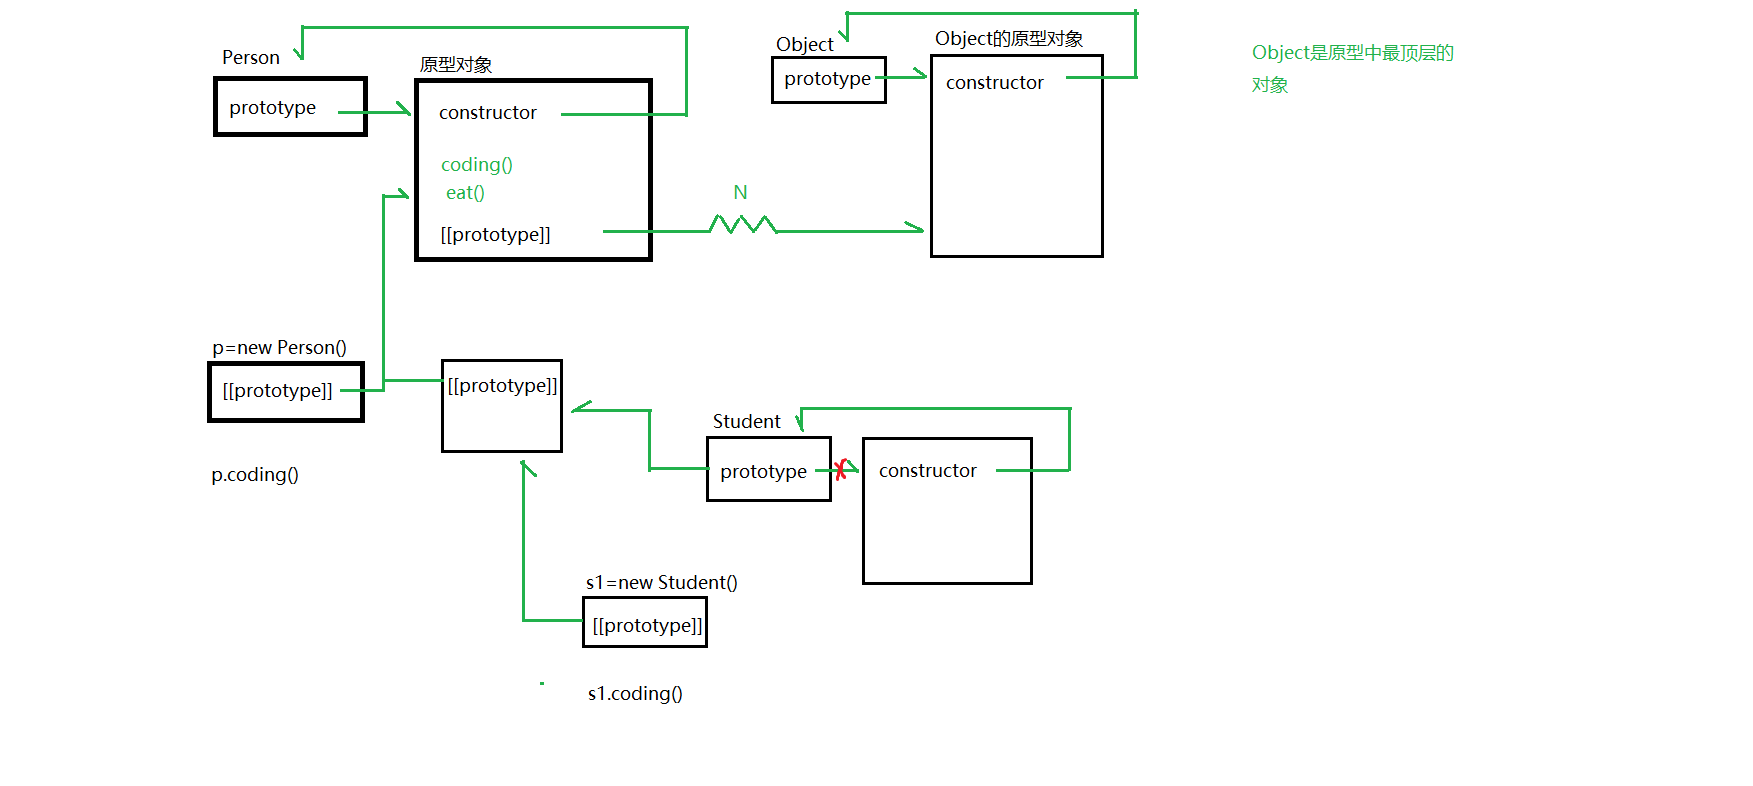 Person
prototype
原型对象
constructor
coding()
eat()
[[prototype]]
N
Object
prototype
Object的原型对象
constructor
Object是原型中最顶层的
对象
p=new Person()
[[prototype]]
p.coding()
[[prototype]]
Student
prototype
constructor
s1=new Student()
[[prototype]]
s1.coding()